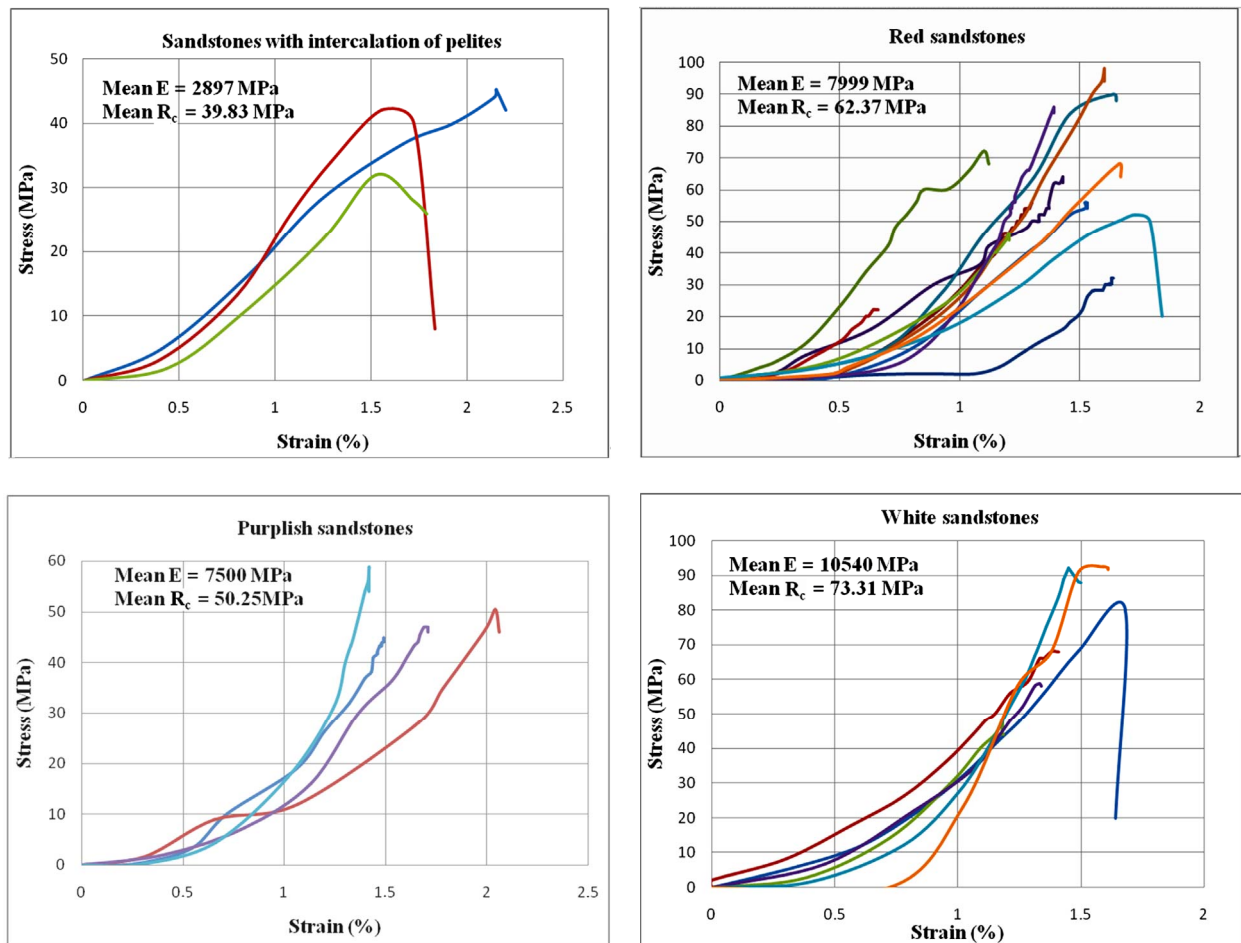 Sandstones with intercalation of pelites
Mean E = 2897 MPa
Mean Rc = 39.83 MPa
Stress (MPa)
50
40
30
20
10
0
0 0.5 1 1.5 2 2.5
Strain (%)
Red sandstones
Mean E = 7999 MPa
Mean Rc = 62.37 MPa
Stress (MPa)
100
90
80
70
60
50
40
30
20
10
0
0 0.5 1 1.5 2
Strain (%)
Purplish sandstones
Mean E = 7500 MPa
Mean Rc = 50.25MPa
Stress (MPa)
60
50
40
30
20
10
0
0 0.5 1 1.5 2 2.5
Strain (%)
White sandstones
Mean E = 10540 MPa
Mean Rc = 73.31 MPa
Stress (MPa)
100
90
80
70
60
50
40
30
20
10
0
0 0.5 1 1.5 2
Strain (%)